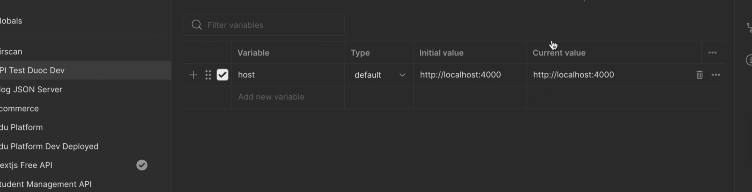 lobals
irscan
PI Test Duoc Dev
log JSON Server
commerce
du Platform
du Platform Dev Deployed
extjs Free API
tudent Management API
Filter variables
Variable Type Initial value Current value
host default http://localhost:4000 http://localhost:4000
Add new variable